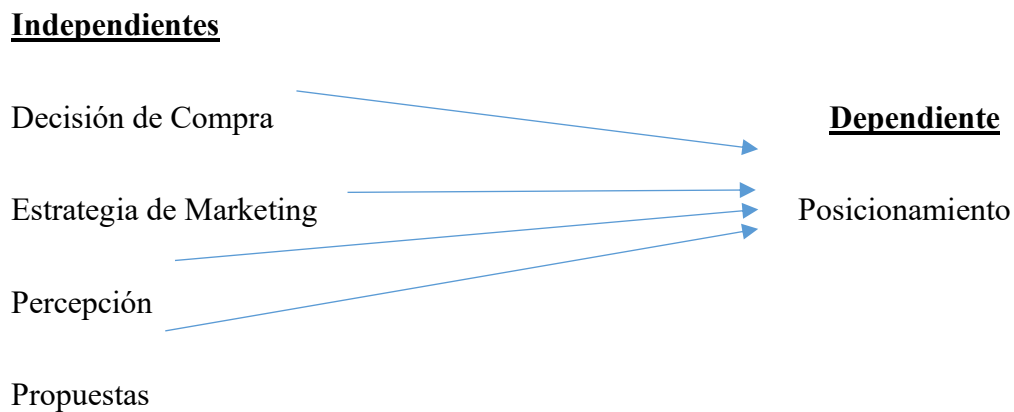 Independientes
Decisión de Compra
Dependiente
Estrategia de Marketing
Posicionamiento
Percepción
Propuestas